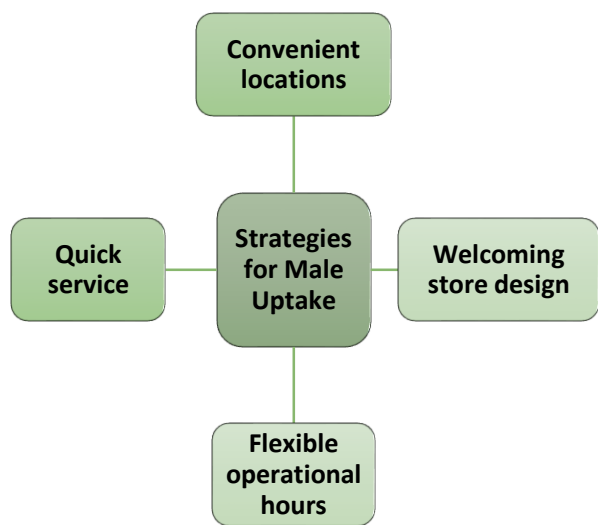 Convenient
locations
Quick
service
Strategies
for Male
Uptake
Welcoming
store design
Flexible
operational
hours